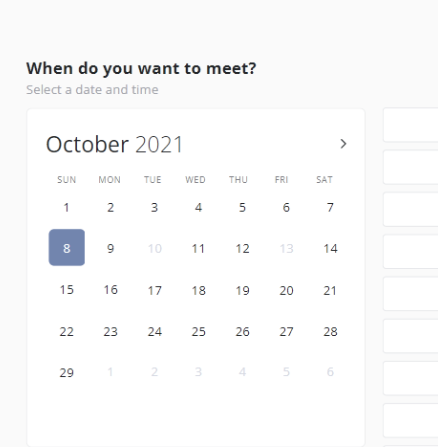 When do you want to meet?
Select a date and time
October 2021
SUN MON TUE WED THU FRI SAT
1 2 3 4 5 6 7
8 9 10 11 12 13 14
15 16 17 18 19 20 21
22 23 24 25 26 27 28
29 1 2 3 4 5 6